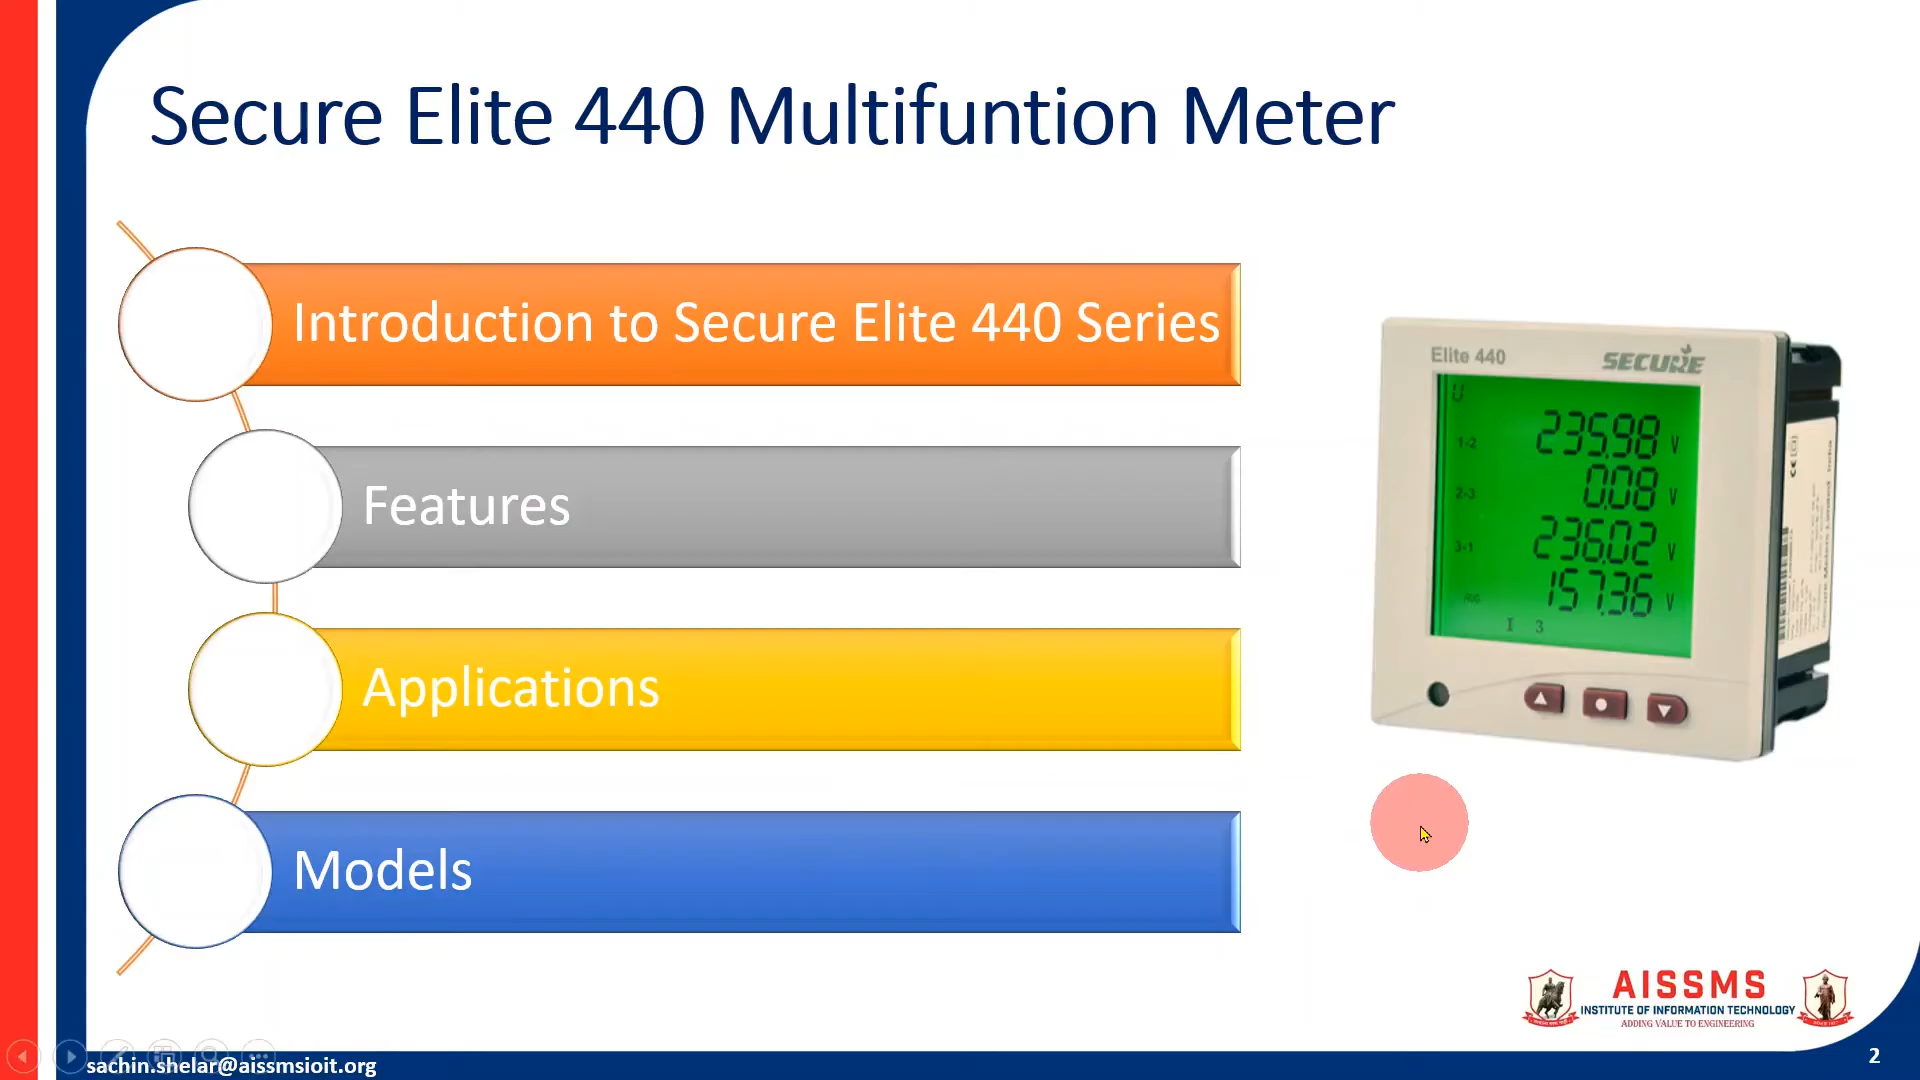 Secure Elite 440 Multifuntion Meter
Introduction to Secure Elite 440 Series
Features
Applications
Models
Elite 440
SECURE
U
1-2 235.98 V
2-3 0.08 V
3-1 236.02 V
AVG 157.36 V
I 3
AISSMS
INSTITUTE OF INFORMATION TECHNOLOGY
ADDING VALUE TO ENGINEERING
sachin.shelar@aissmsioit.org
2